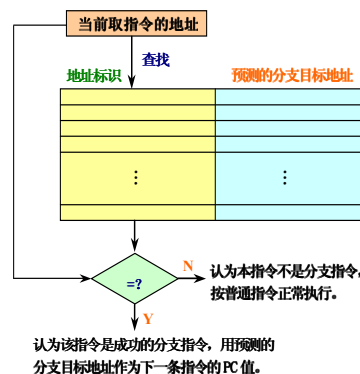 当前取指令的地址
查找
地址标识 预测的分支目标地址
⋮ ⋮
=?
N
认为本指令不是分支指令,
按普通指令正常执行。
Y
认为该指令是成功的分支指令，用预测的
分支目标地址作为下一条指令的 PC 值。